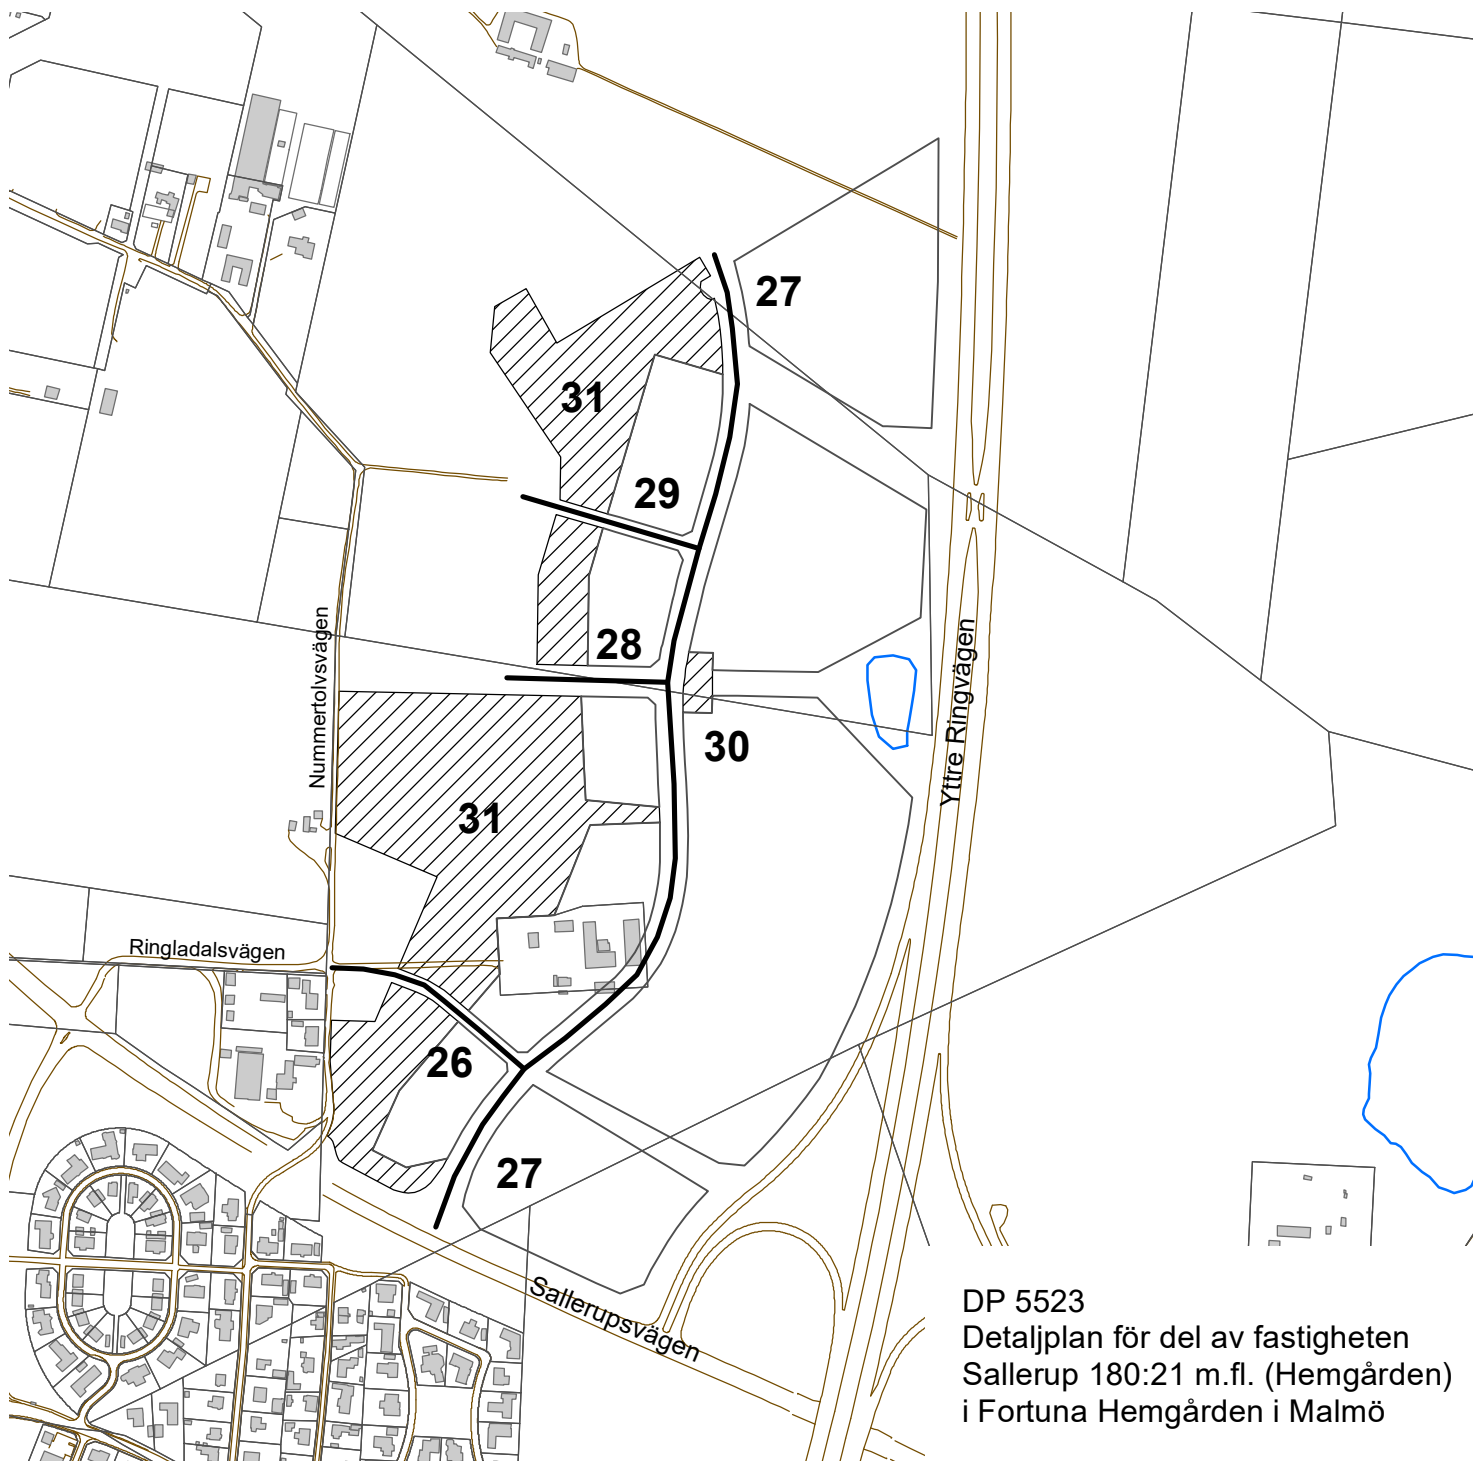 27
31
29
28
Nummertolvsvägen
Yttre Ringvägen
30
31
Ringladalsvägen
26
27
Sallerupsvägen
DP 5523
Detaljplan för del av fastigheten
Sallerup 180:21 m.fl. (Hemgården)
i Fortuna Hemgården i Malmö